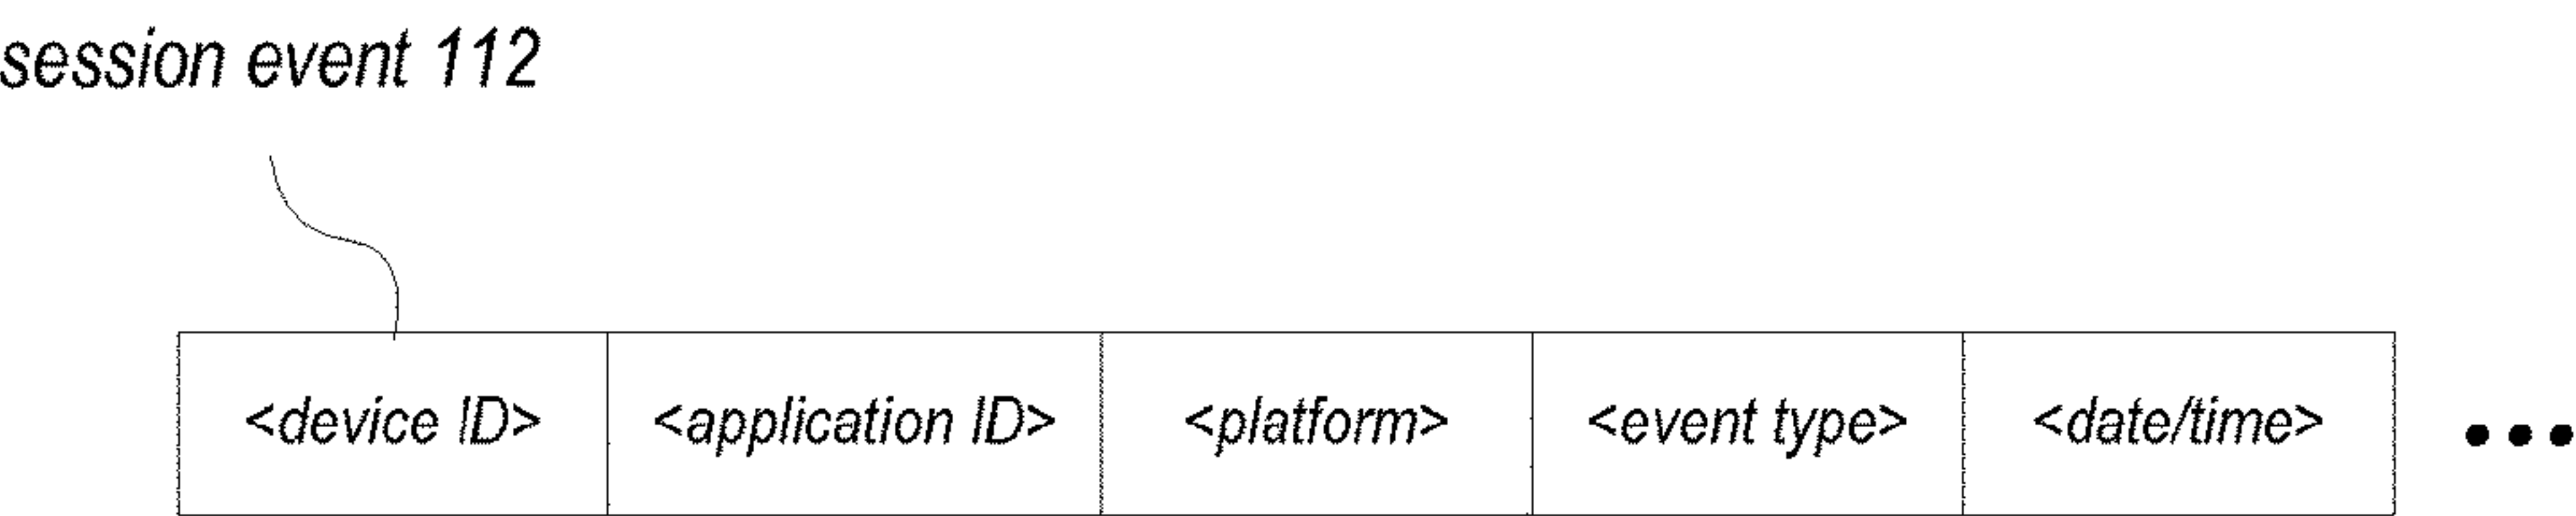 session event 112
<device ID> <application ID> <platform> <event type> <date/time> •••